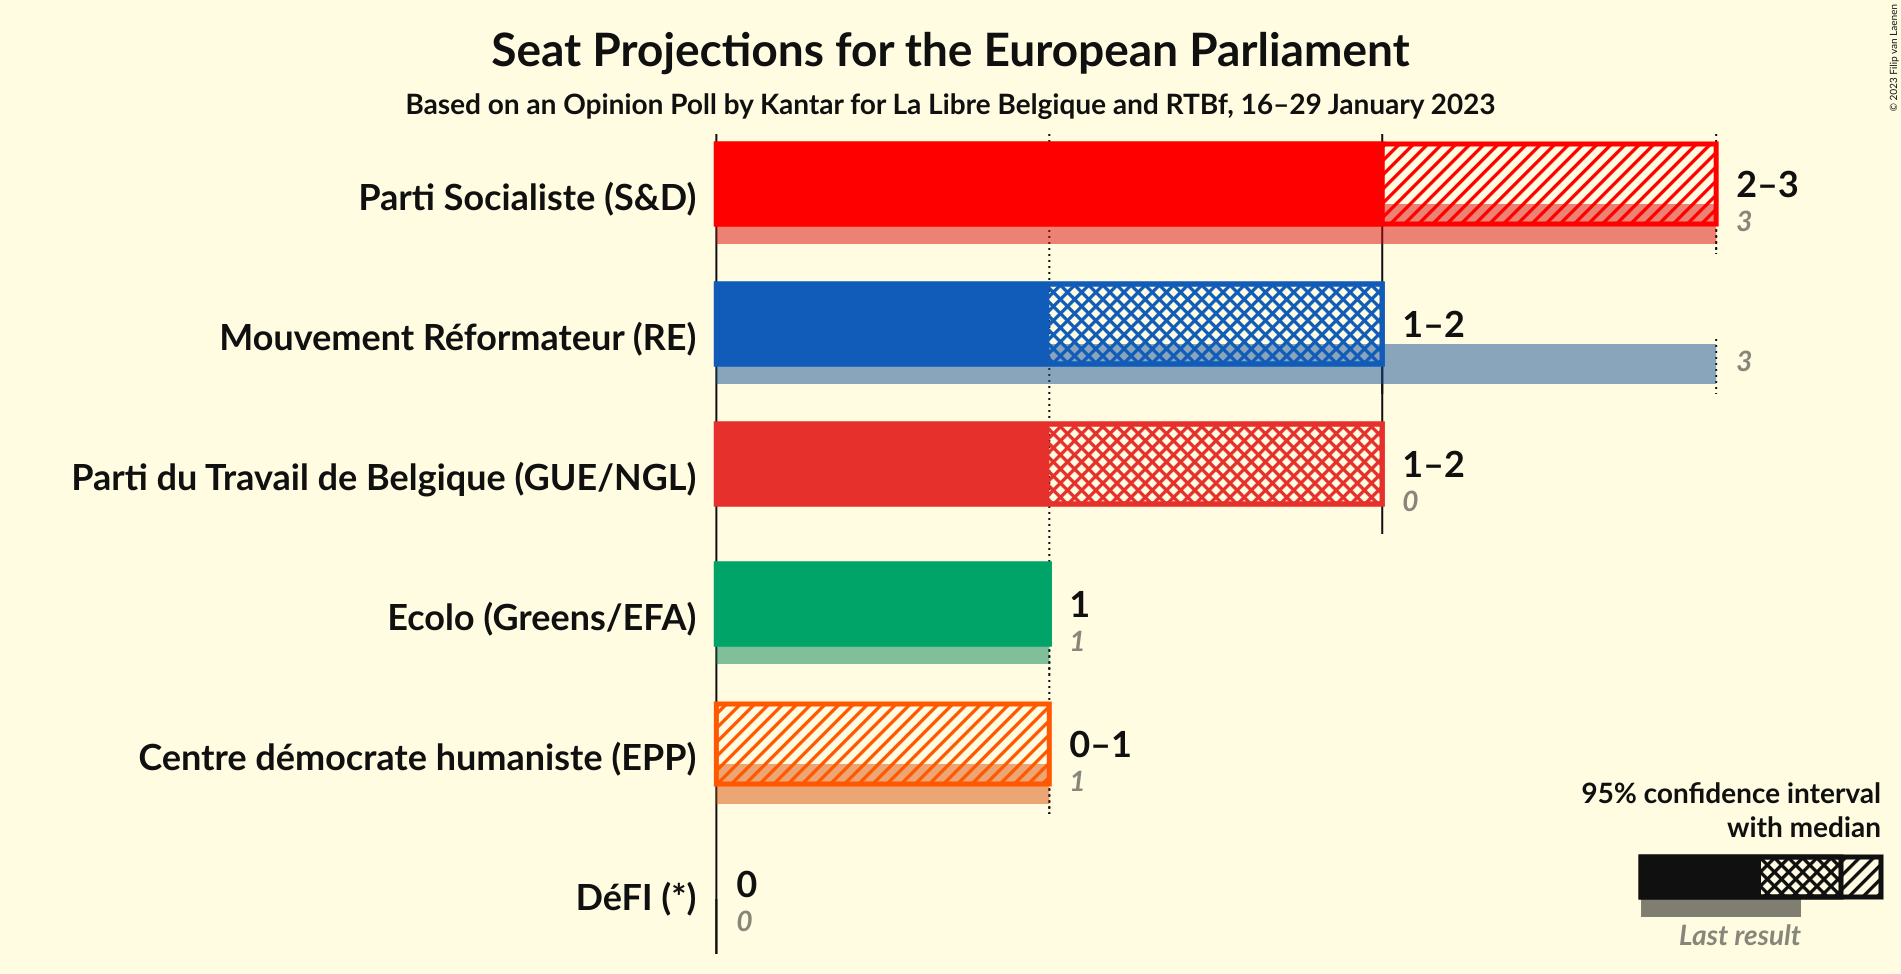 Seat Projections for the European Parliament
Based on an Opinion Poll by Kantar for La Libre Belgique and RTBf, 16–29 January 2023
© 2023 Filip van Laenen
Parti Socialiste (S&D)
2–3
3
Mouvement Réformateur (RE)
1–2
3
Parti du Travail de Belgique (GUE/NGL)
1–2
0
Ecolo (Greens/EFA)
1
1
Centre démocrate humaniste (EPP)
0–1
1
DéFI (*)
0
0
95% confidence interval
with median
Last result